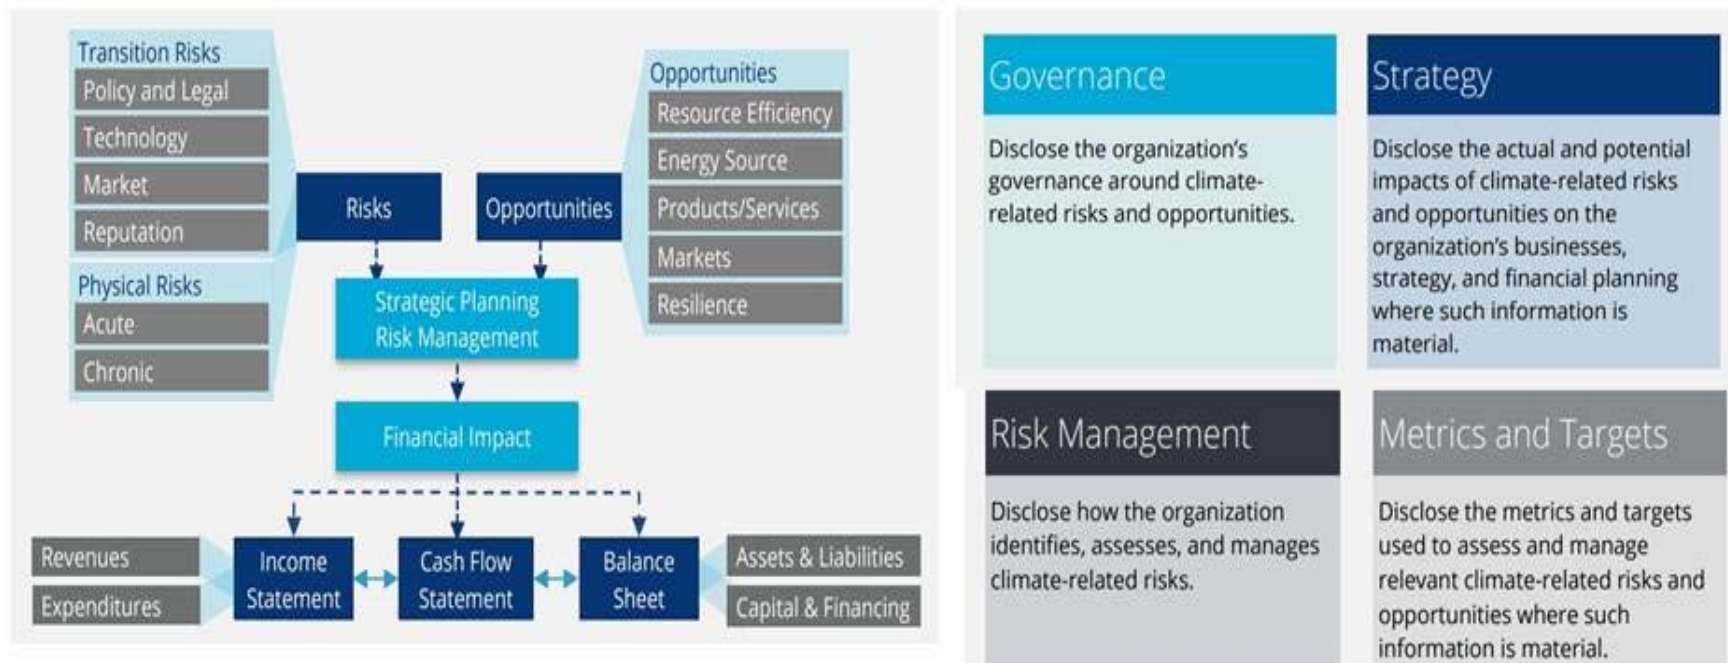 Transition Risks
Policy and Legal
Technology
Market
Reputation
Physical Risks
Acute
Chronic
Risks
Opportunities
Opportunities
Resource Efficiency
Energy Source
Products/Services
Markets
Resilience
Strategic Planning
Risk Management
Financial Impact
Revenues
Expenditures
Income
Statement
Cash Flow
Statement
Balance
Sheet
Assets & Liabilities
Capital & Financing
Governance
Disclose the organization's
governance around climate-
related risks and opportunities.
Strategy
Disclose the actual and potential
impacts of climate-related risks
and opportunities on the
organization's businesses,
strategy, and financial planning
where such information is
material.
Risk Management
Disclose how the organization
identifies, assesses, and manages
climate-related risks.
Metrics and Targets
Disclose the metrics and targets
used to assess and manage
relevant climate-related risks and
opportunities where such
information is material.